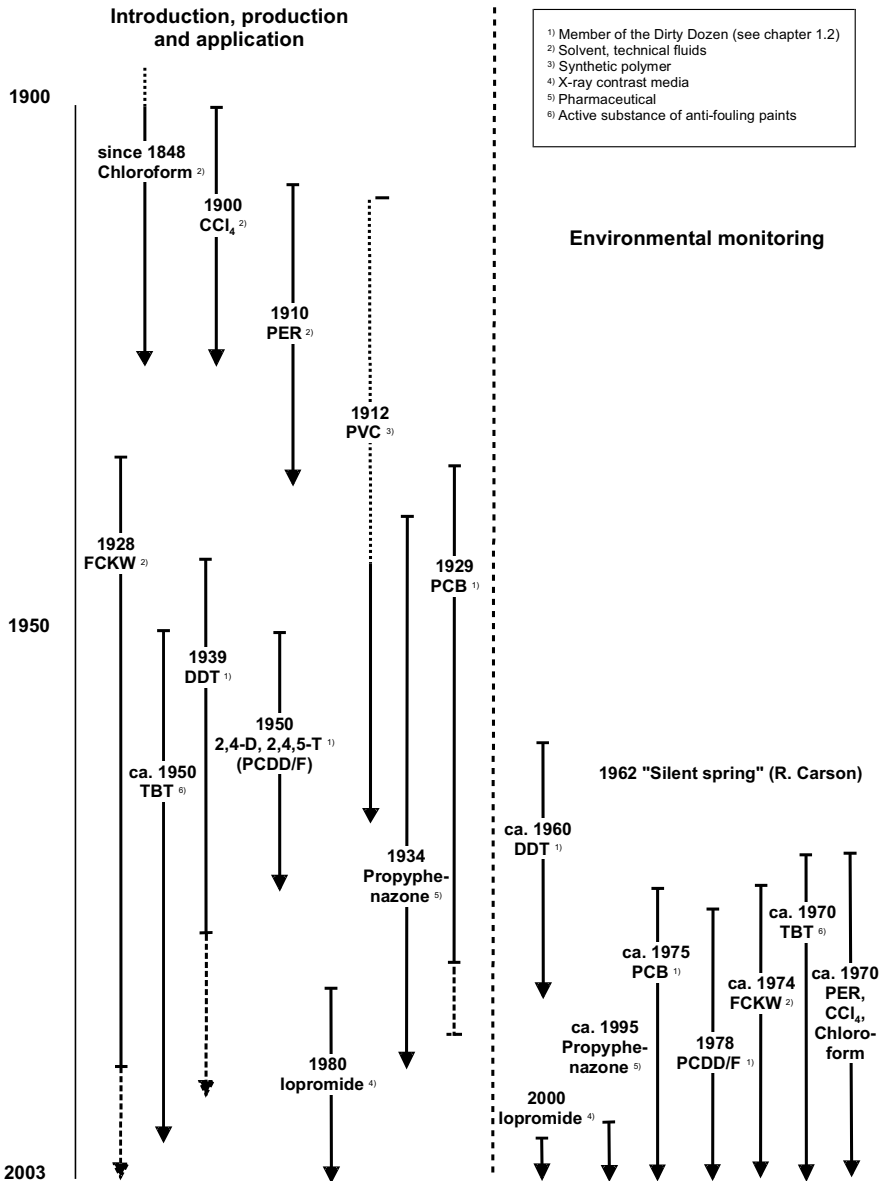 Introduction, production
and application
1) Member of the Dirty Dozen (see chapter 1.2)
2) Solvent, technical fluids
3) Synthetic polymer
4) X-ray contrast media
5) Pharmaceutical
6) Active substance of anti-fouling paints
1900
since 1848
Chloroform 2)
1900
CCl4 2)
1910
PER 2)
1912
PVC 3)
Environmental monitoring
1928
FCKW 2)
1929
PCB 1)
1950
1939
DDT 1)
1950
2,4-D, 2,4,5-T 1)
(PCDD/F)
ca. 1950
TBT 6)
1934
Propyphe-
nazone 5)
1980
Iopromide 4)
2003
1962 "Silent spring" (R. Carson)
ca. 1960
DDT 1)
ca. 1975
PCB 1)
ca. 1970
TBT 6)
ca. 1974
FCKW 2)
ca. 1970
PER,
CCl4,
Chloro-
form
ca. 1995
Propyphe-
nazone 5)
1978
PCDD/F 1)
2000
Iopromide 4)